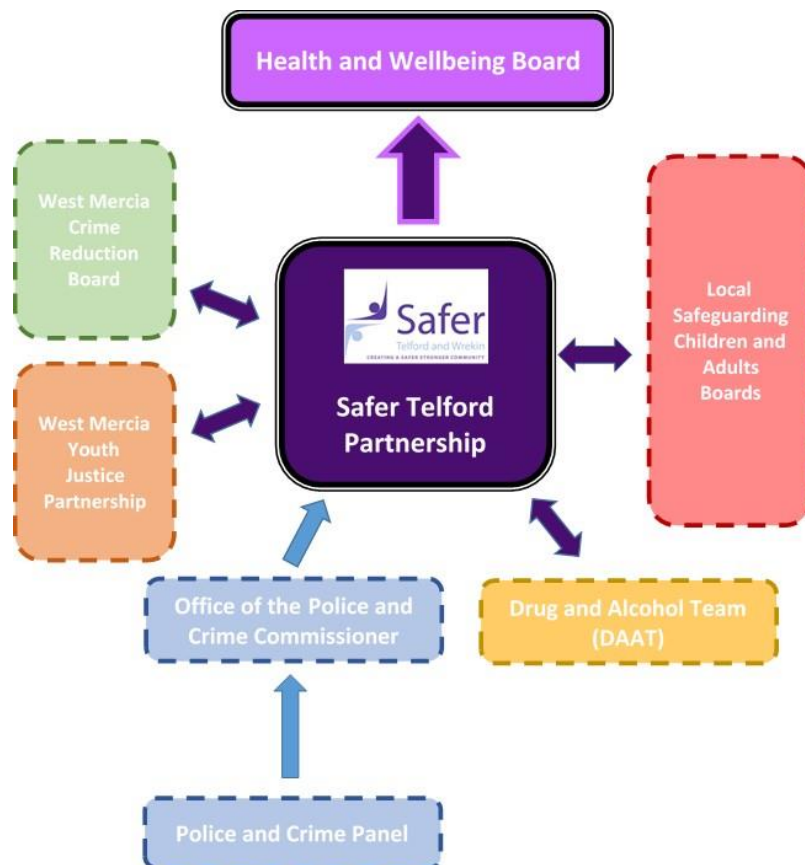 Health and Wellbeing Board
West Mercia
Crime
Reduction
Board
Safer
Telford and Wrekin
CREATING A SAFER STRONGER COMMUNITY
Safer Telford
Partnership
Local
Safeguarding
Children and
Adults
Boards
West Mercia
Youth
Justice
Partnership
Office of the Police and
Crime Commissioner
Drug and Alcohol Team
(DAAT)
Police and Crime Panel